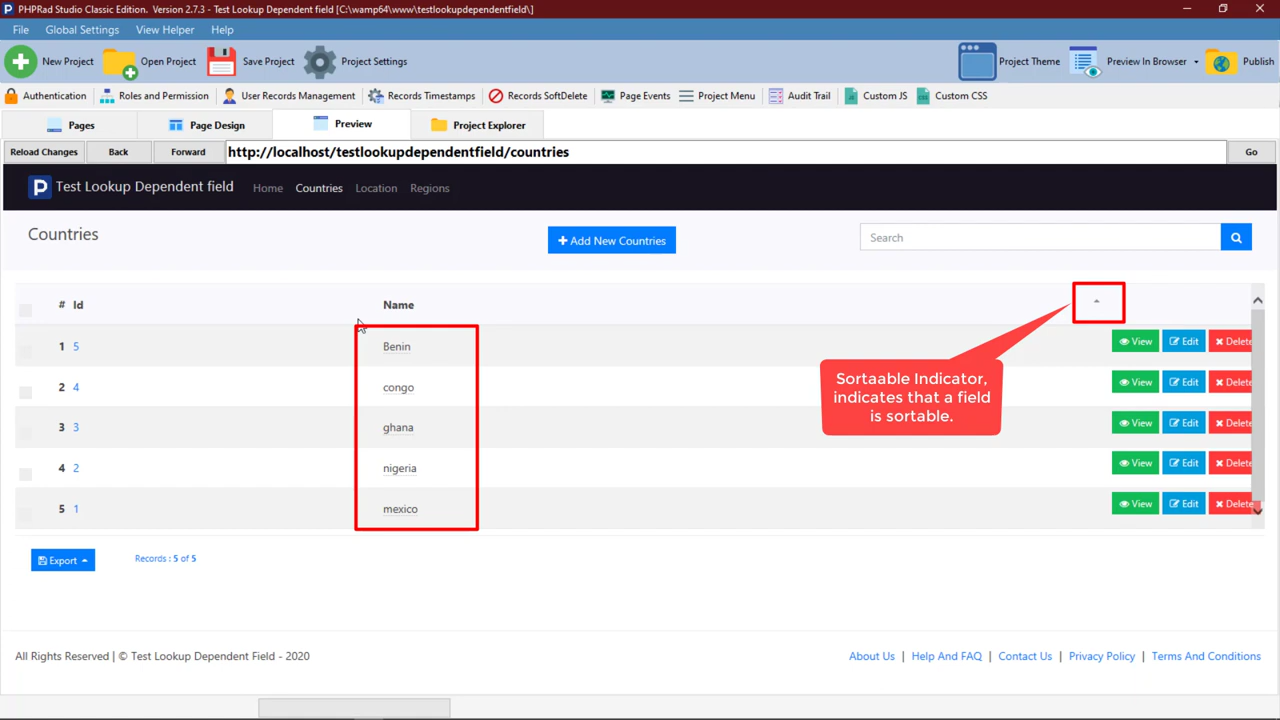 PHPRad Studio Classic Edition. Version 2.7.3 - Test Lookup Dependent field [C:\wamp64\www\testlookupdependentfield\]
File Global Settings View Helper Help
New Project Open Project Save Project Project Settings Project Theme Preview In Browser Publish
Authentication Roles and Permission User Records Management Records Timestamps Records SoftDelete Page Events Project Menu Audit Trail Custom JS Custom CSS
Pages Page Design Preview Project Explorer
Reload Changes Back Forward http://localhost/testlookupdependentfield/countries Go
P Test Lookup Dependent field Home Countries Location Regions
Countries + Add New Countries Search
# Id Name
1 5 Benin View Edit Delete
2 4 congo View Edit Delete
3 3 ghana View Edit Delete
4 2 nigeria View Edit Delete
5 1 mexico View Edit Delete
Sortaable Indicator,
indicates that a field
is sortable.
Export Records : 5 of 5
All Rights Reserved | © Test Lookup Dependent Field - 2020 About Us | Help And FAQ | Contact Us | Privacy Policy | Terms And Conditions